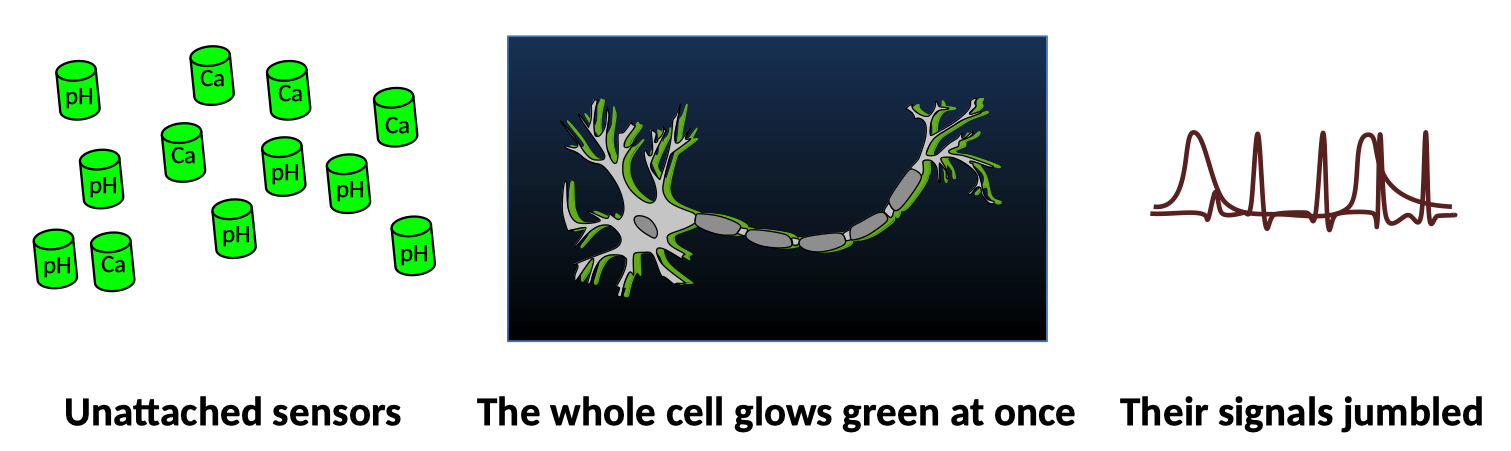 Ca
pH
Ca
Ca
Ca
pH
pH
pH
pH
pH
pH
Ca
Unattached sensors
The whole cell glows green at once
Their signals jumbled